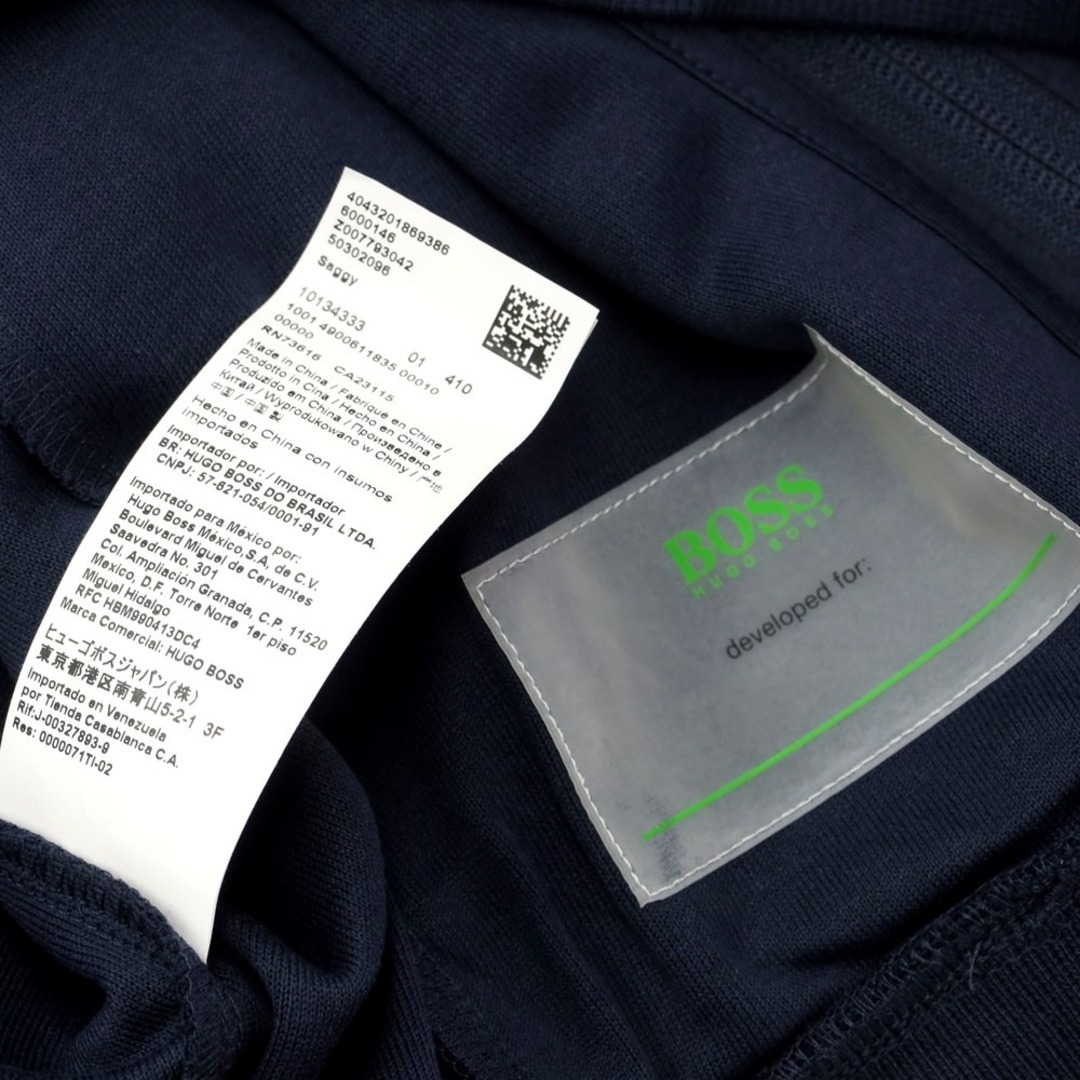 4043201869386
6000146
Z007793042
50302096
Saggy
10134333
01 410
1001 4900611835 00010
00000
RN73616 CA23115
Made in China / Fabriqué en Chine /
Prodotto in Cina / Hecho en China /
Produzido em China / Произведено в
Китай / Wyprodukowano w Chiny /
中国 / 中国製
Hecho en China con insumos
importados
Importador por: / Importador
BR: HUGO BOSS DO BRASIL LTDA.
CNPJ: 57-821-054/0001-91
Importado para México por:
Hugo Boss México,S.A, de C.V.
Boulevard Miguel de Cervantes
Saavedra No. 301
Col. Ampliación Granada, C.P. 11520
Mexico, D.F. Torre Norte 1er piso
Miguel Hidalgo
RFC HBM990413DC4
Marca Comercial: HUGO BOSS
ヒューゴボスジャパン(株)
東京都港区南青山5-2-1 3F
Importado en Venezuela
por Tienda Casablanca C.A.
Rif:J-00327893-9
Res: 0000071TI-02
BOSS
HUGO BOSS
developed for: